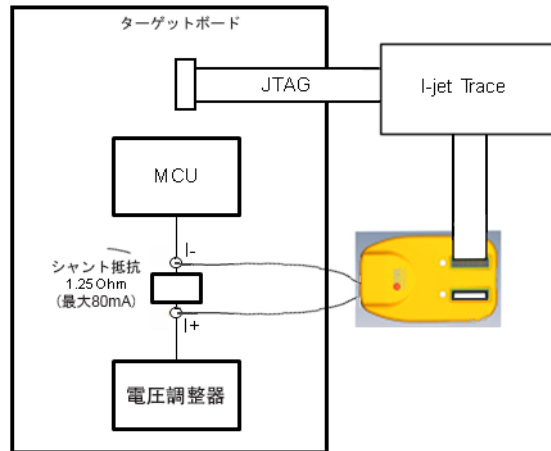 ターゲットボード
JTAG
I-jet Trace
MCU
I-
シャント抵抗
1.25 Ohm
(最大80mA)
I+
電圧調整器